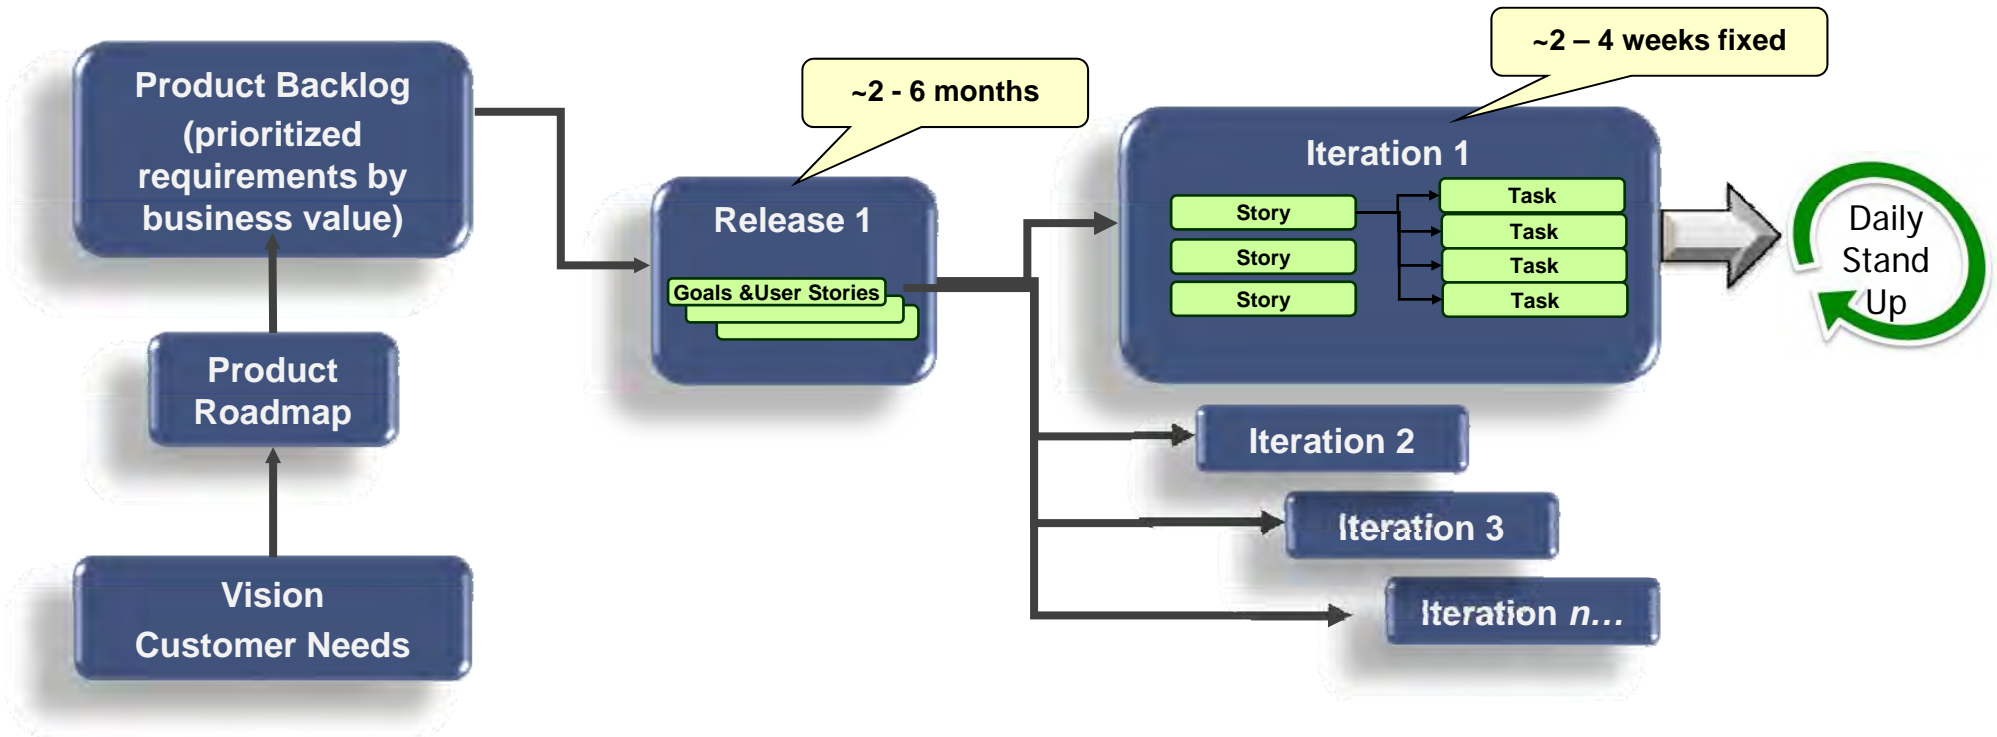 Product Backlog
(prioritized
requirements by
business value)
Product
Roadmap
Vision
Customer Needs
~2 - 6 months
Release 1
Goals &User Stories
~2 – 4 weeks fixed
Iteration 1
Story
Story
Story
Task
Task
Task
Task
Iteration 2
Iteration 3
Iteration n...
Daily
Stand
Up